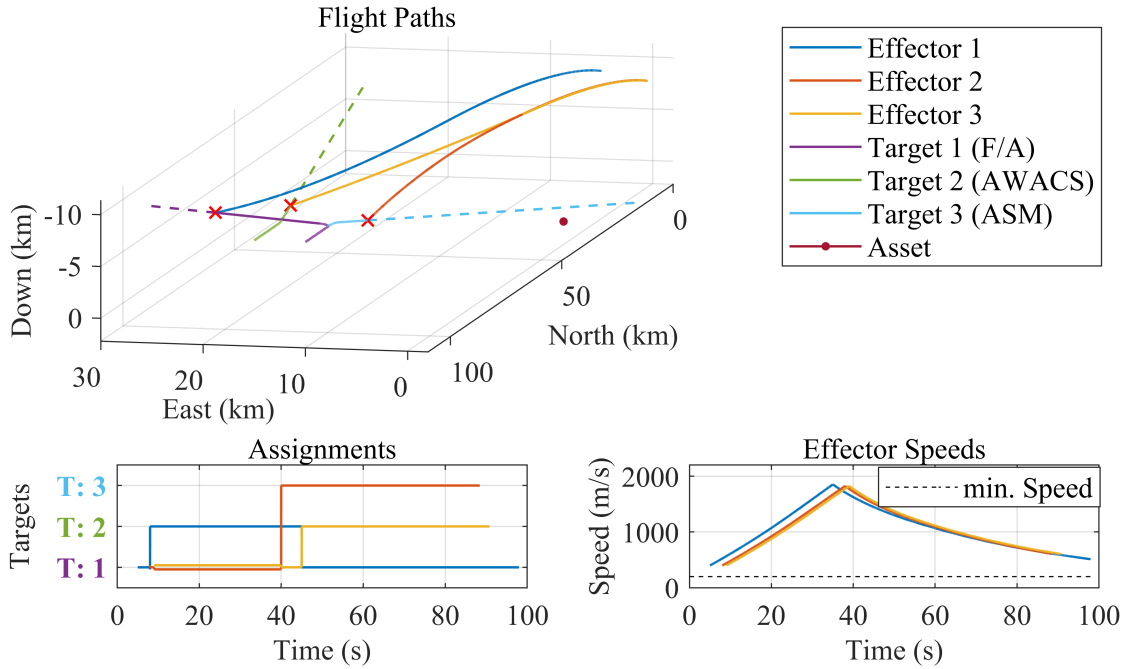 Flight Paths
Effector 1
Effector 2
Effector 3
Target 1 (F/A)
Target 2 (AWACS)
Target 3 (ASM)
Asset
Down (km)
-10
-5
0
30
20
10
0
East (km)
0
50
100
North (km)
Assignments
Targets
T: 3
T: 2
T: 1
0
20
40
60
80
100
Time (s)
Effector Speeds
Speed (m/s)
2000
1000
0
min. Speed
0
20
40
60
80
100
Time (s)